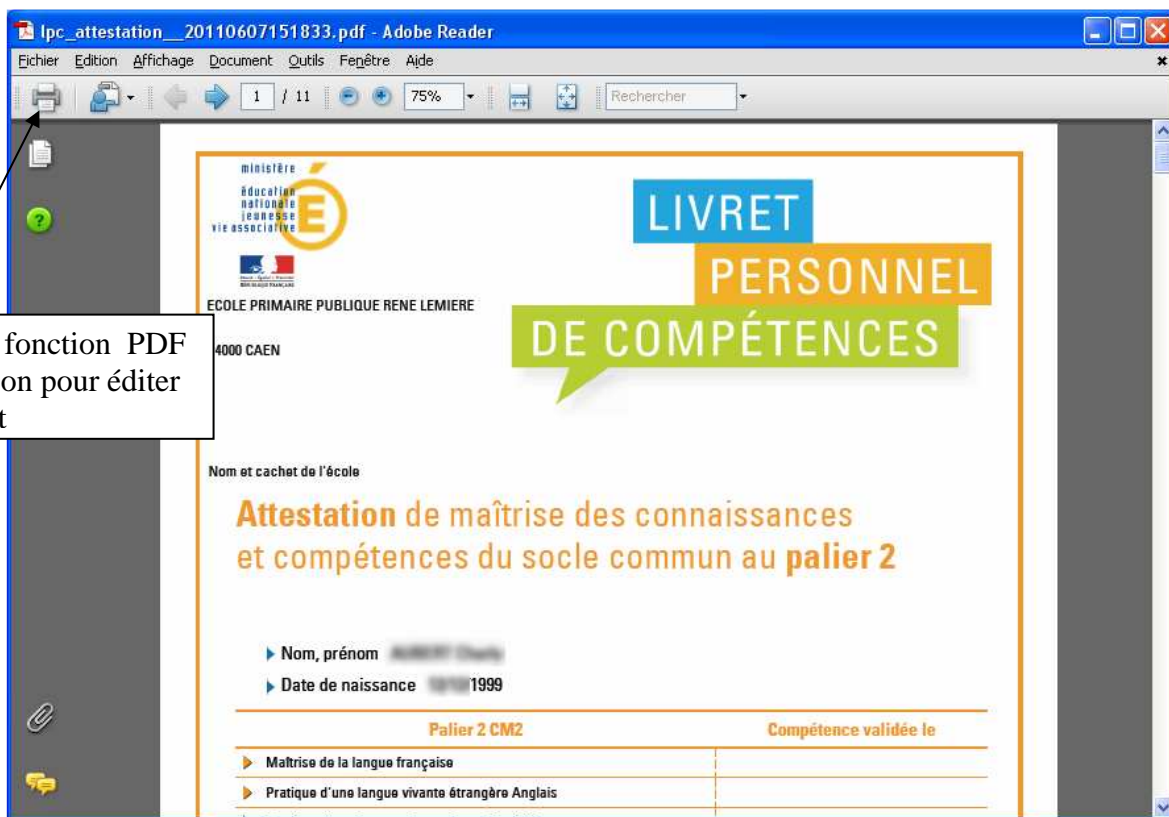 lpc_attestation__20110607151833.pdf - Adobe Reader
Fichier Edition Affichage Document Outils Fenêtre Aide
1 / 11 75% Rechercher
ministère
éducation
nationale
jeunesse
vie associative
É
LIVRET
PERSONNEL
DE COMPÉTENCES
ECOLE PRIMAIRE PUBLIQUE RENE LEMIERE
4000 CAEN
fonction PDF
on pour éditer
t
Nom et cachet de l'école
Attestation de maîtrise des connaissances
et compétences du socle commun au palier 2
Nom, prénom
Date de naissance 1999
Palier 2 CM2 Compétence validée le
Maîtrise de la langue française
Pratique d'une langue vivante étrangère Anglais